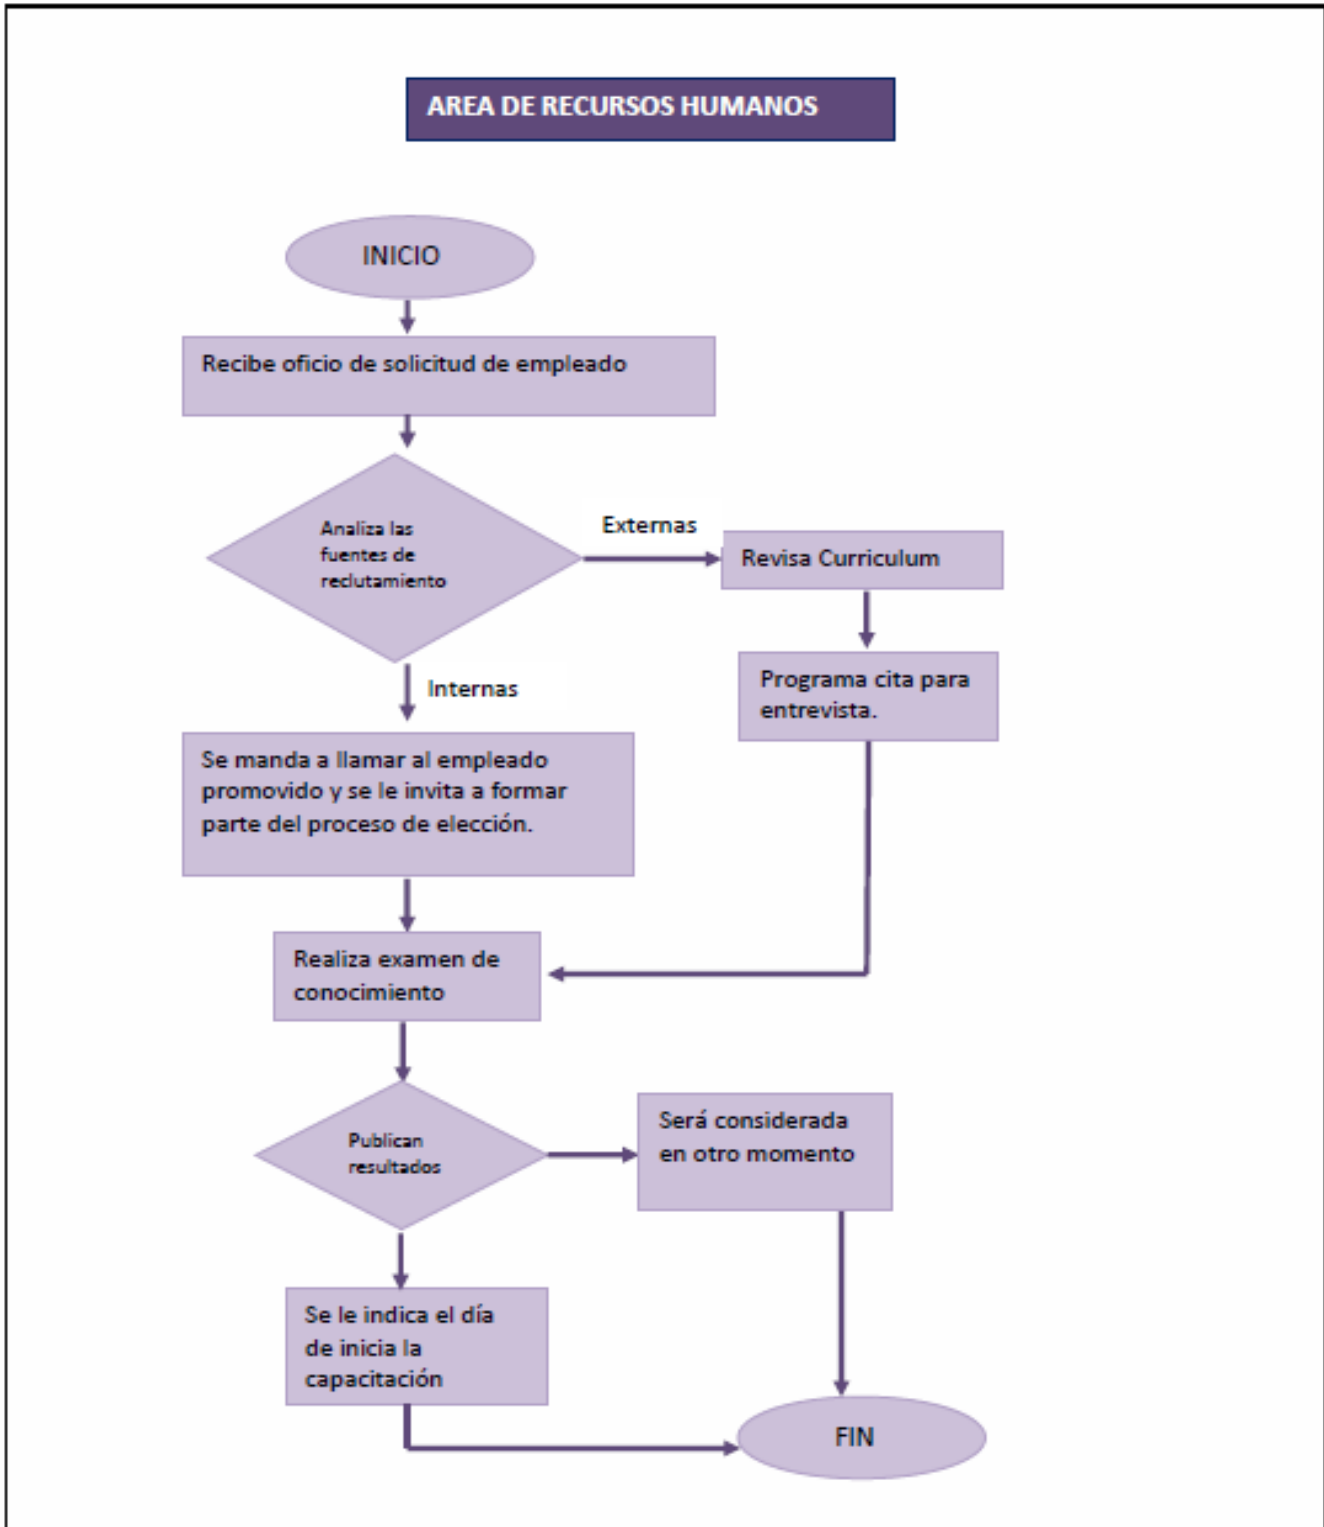 AREA DE RECURSOS HUMANOS
INICIO
Recibe oficio de solicitud de empleado
Analiza las
fuentes de
reclutamiento
Externas
Revisa Curriculum
Programa cita para
entrevista.
Internas
Se manda a llamar al empleado
promovido y se le invita a formar
parte del proceso de elección.
Realiza examen de
conocimiento
Publican
resultados
Será considerada
en otro momento
Se le indica el día
de inicia la
capacitación
FIN